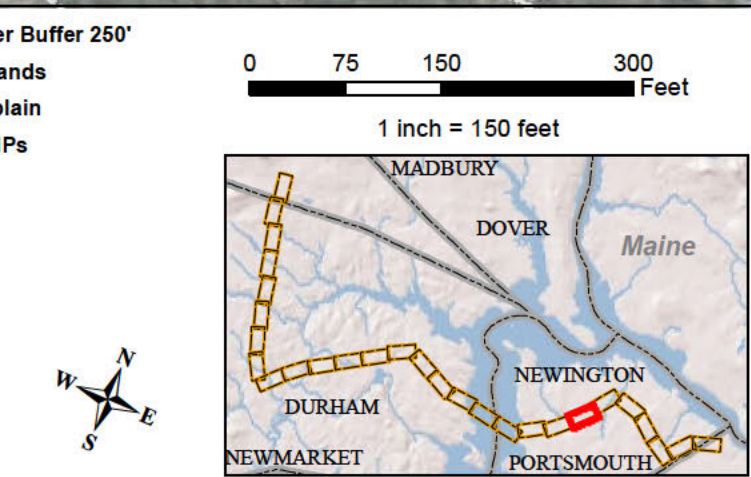 er Buffer 250'
ands
plain
IPs
0 75 150 300
Feet
1 inch = 150 feet
MADBURY
DOVER
Maine
NEWINGTON
DURHAM
NEWMARKET
PORTSMOUTH
N
W
E
S